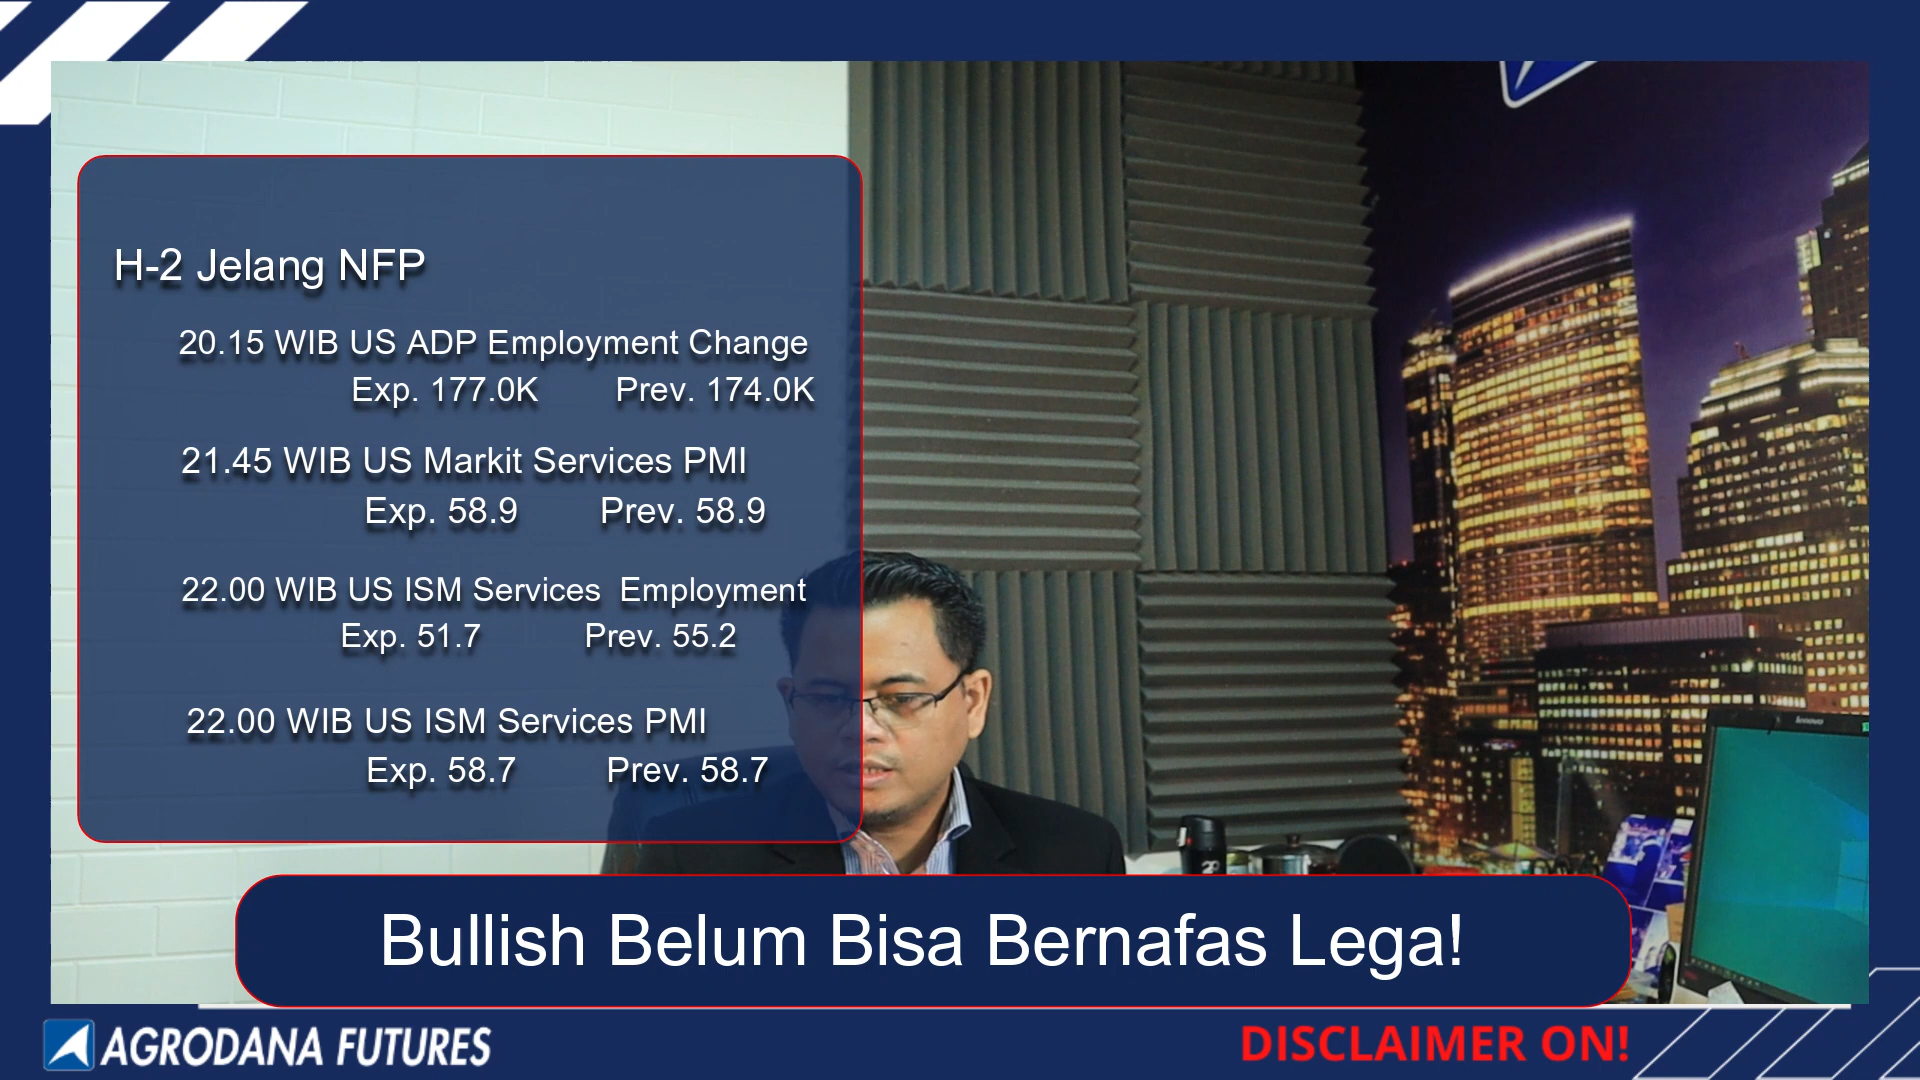 H-2 Jelang NFP
20.15 WIB US ADP Employment Change
Exp. 177.0K Prev. 174.0K
21.45 WIB US Markit Services PMI
Exp. 58.9 Prev. 58.9
22.00 WIB US ISM Services Employment
Exp. 51.7 Prev. 55.2
22.00 WIB US ISM Services PMI
Exp. 58.7 Prev. 58.7
lenovo
Bullish Belum Bisa Bernafas Lega!
AGRODANA FUTURES
DISCLAIMER ON!